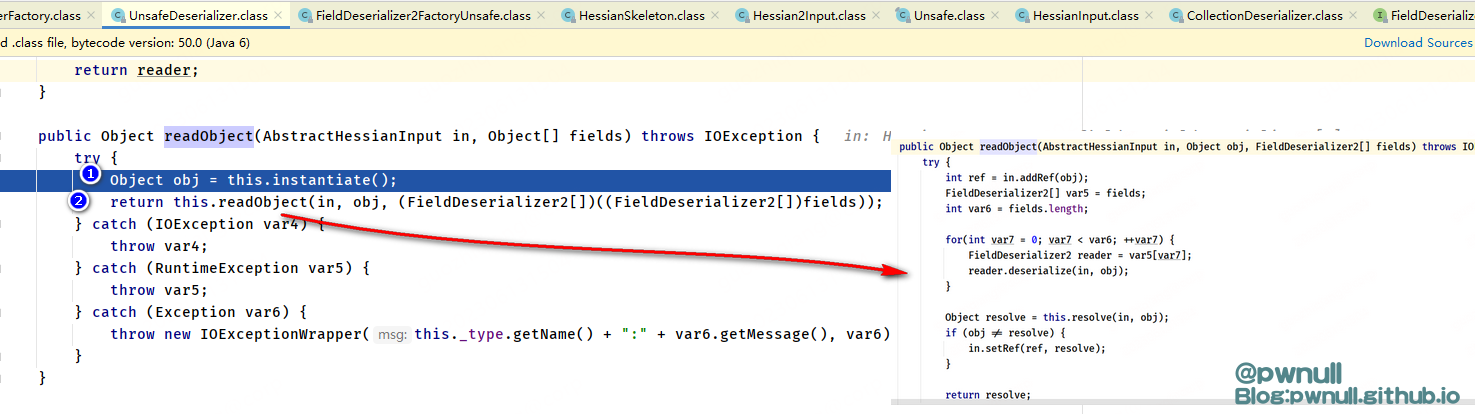 erFactory.class × UnsafeDeserializer.class × FieldDeserializer2FactoryUnsafe.class × HessianSkeleton.class × Hessian2Input.class × Unsafe.class × HessianInput.class × CollectionDeserializer.class × FieldDeserializ
d .class file, bytecode version: 50.0 (Java 6) Download Sources
return reader;
}
public Object readObject(AbstractHessianInput in, Object[] fields) throws IOException { in: H
try {
1 Object obj = this.instantiate();
2 return this.readObject(in, obj, (FieldDeserializer2[])((FieldDeserializer2[])fields));
} catch (IOException var4) {
throw var4;
} catch (RuntimeException var5) {
throw var5;
} catch (Exception var6) {
throw new IOExceptionWrapper( msg: this._type.getName() + ":" + var6.getMessage(), var6)
}
}
public Object readObject(AbstractHessianInput in, Object obj, FieldDeserializer2[] fields) throws IO
try {
int ref = in.addRef(obj);
FieldDeserializer2[] var5 = fields;
int var6 = fields.length;
for(int var7 = 0; var7 < var6; ++var7) {
FieldDeserializer2 reader = var5[var7];
reader.deserialize(in, obj);
}
Object resolve = this.resolve(in, obj);
if (obj ≠ resolve) {
in.setRef(ref, resolve);
}
return resolve;
@pwnull
Blog:pwnull.github.io